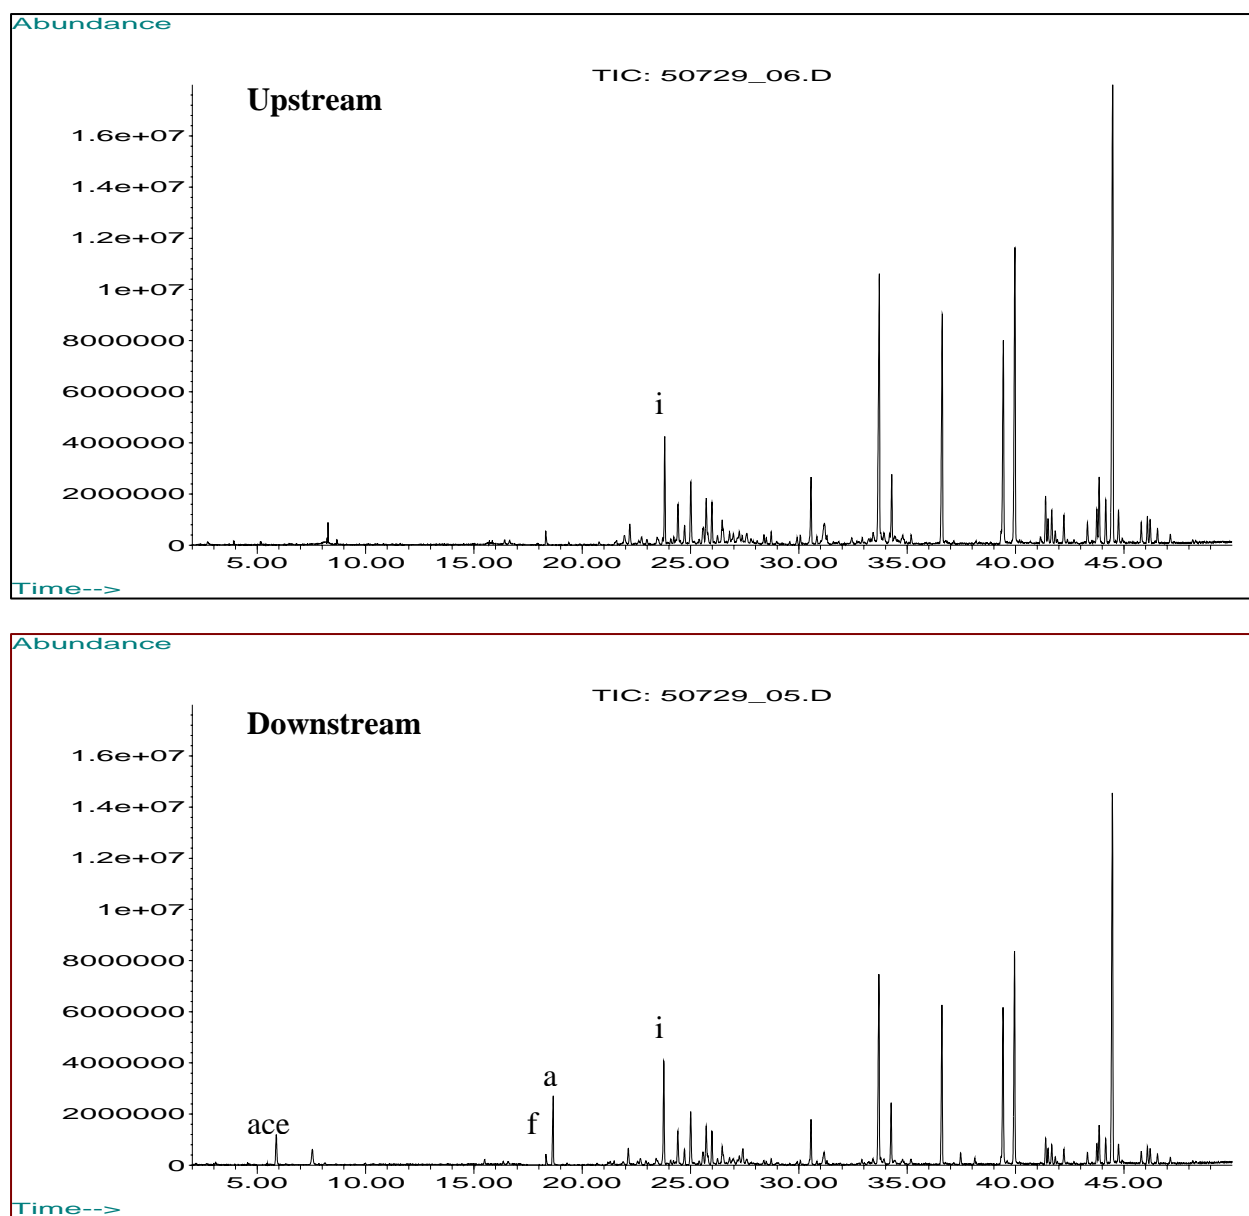 Abundance
TIC: 50729_06.D
Upstream
1.6e+07
1.4e+07
1.2e+07
1e+07
8000000
6000000
i
4000000
2000000
0
5.00 10.00 15.00 20.00 25.00 30.00 35.00 40.00 45.00
Time-->
Abundance
TIC: 50729_05.D
Downstream
1.6e+07
1.4e+07
1.2e+07
1e+07
8000000
6000000
i
4000000
a
2000000
ace f
0
5.00 10.00 15.00 20.00 25.00 30.00 35.00 40.00 45.00
Time-->